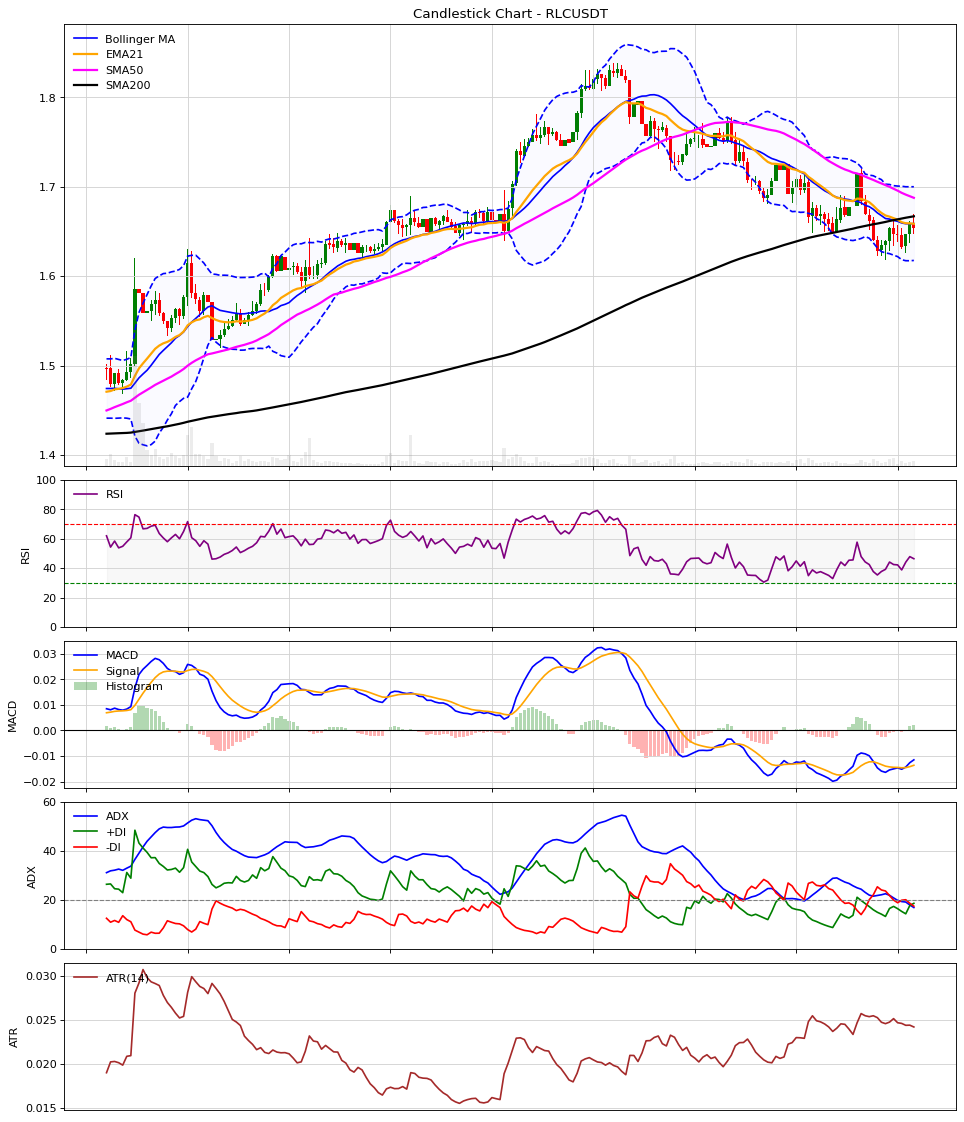 Candlestick Chart - RLCUSDT
Bollinger MA
EMA21
SMA50
SMA200
1.8
1.7
1.6
1.5
1.4
RSI
RSI
100
80
60
40
20
0
MACD
Signal
Histogram
MACD
0.03
0.02
0.01
0.00
−0.01
−0.02
ADX
+DI
-DI
ADX
60
40
20
0
ATR(14)
ATR
0.030
0.025
0.020
0.015